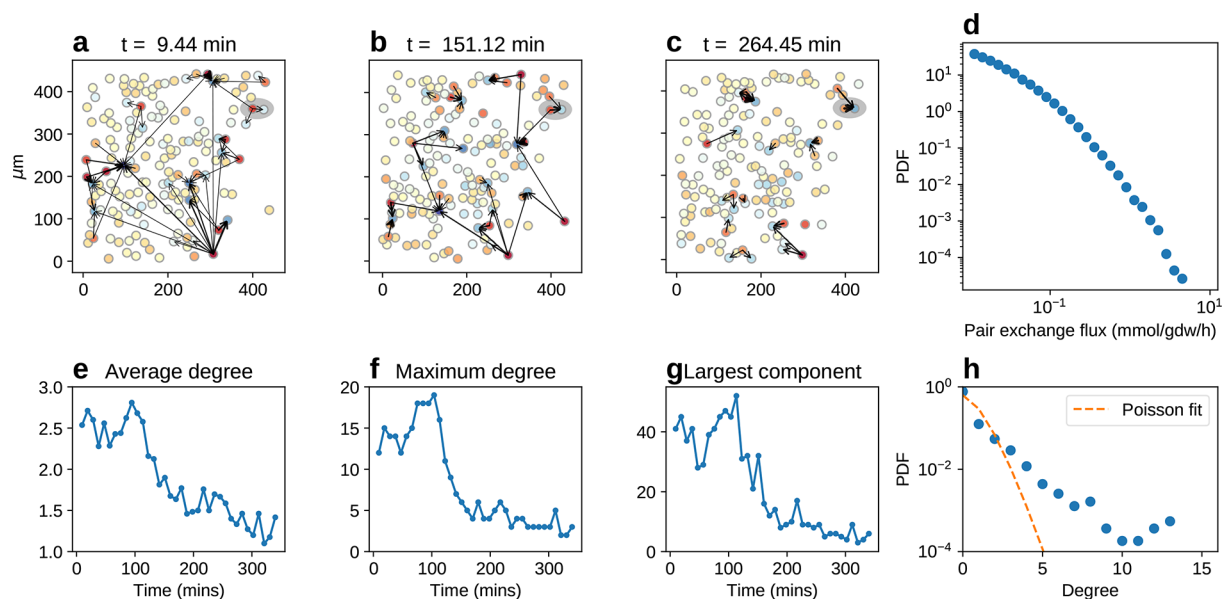 a t = 9.44 min
b t = 151.12 min
c t = 264.45 min
d
400
300
200
100
0
μm
0 200 400
0 200 400
0 200 400
10¹
10⁰
10⁻¹
10⁻²
10⁻³
10⁻⁴
PDF
10⁻¹ 10¹
Pair exchange flux (mmol/gdw/h)
e Average degree
3.0
2.5
2.0
1.5
1.0
0 100 200 300
Time (mins)
f Maximum degree
20
15
10
5
0
0 100 200 300
Time (mins)
g Largest component
40
20
0
0 100 200 300
Time (mins)
h
10⁰
10⁻²
10⁻⁴
PDF
Poisson fit
0 5 10 15
Degree